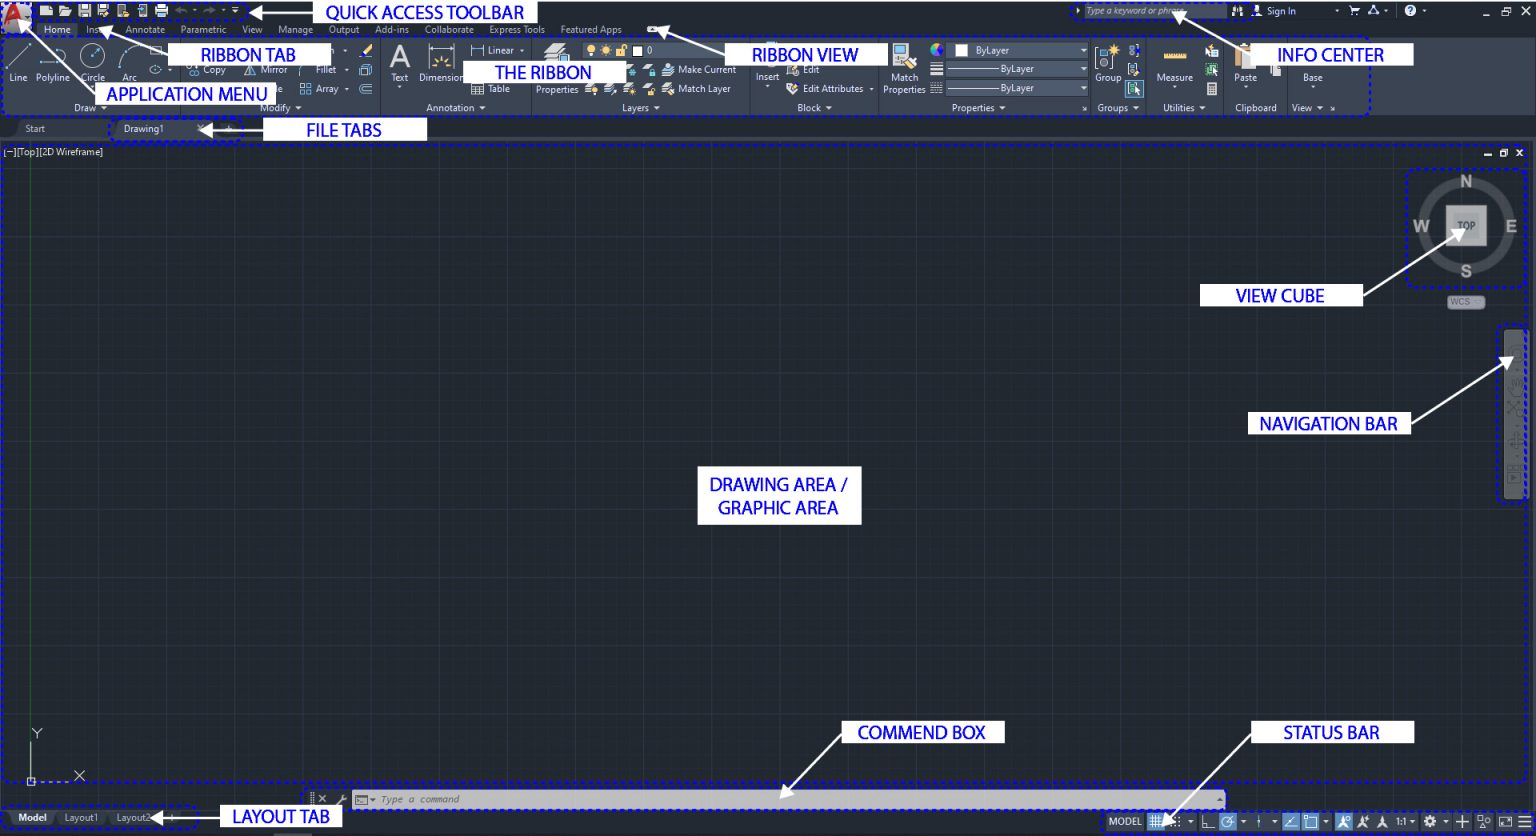 QUICK ACCESS TOOLBAR
Type a keyword or phr
Sign In
Home
Annotate
Parametric
View
Manage
Output
Add-ins
Collaborate
Express Tools
Featured Apps
RIBBON TAB
THE RIBBON
RIBBON VIEW
INFO CENTER
APPLICATION MENU
Line
Polyline
Circle
Arc
Copy
Mirror
Fillet
Array
Text
Dimension
Linear
Table
Properties
0
Make Current
Match Layer
Insert
Edit
Edit Attributes
Match
Properties
ByLayer
ByLayer
ByLayer
Group
Measure
Paste
Base
Draw
Modify
Annotation
Layers
Block
Properties
Groups
Utilities
Clipboard
View
Start
Drawing1
FILE TABS
[−][Top][2D Wireframe]
N
W
TOP
E
S
VIEW CUBE
WCS
NAVIGATION BAR
DRAWING AREA /
GRAPHIC AREA
Y
X
COMMEND BOX
STATUS BAR
Type a command
Model
Layout1
Layout2
LAYOUT TAB
MODEL
1:1